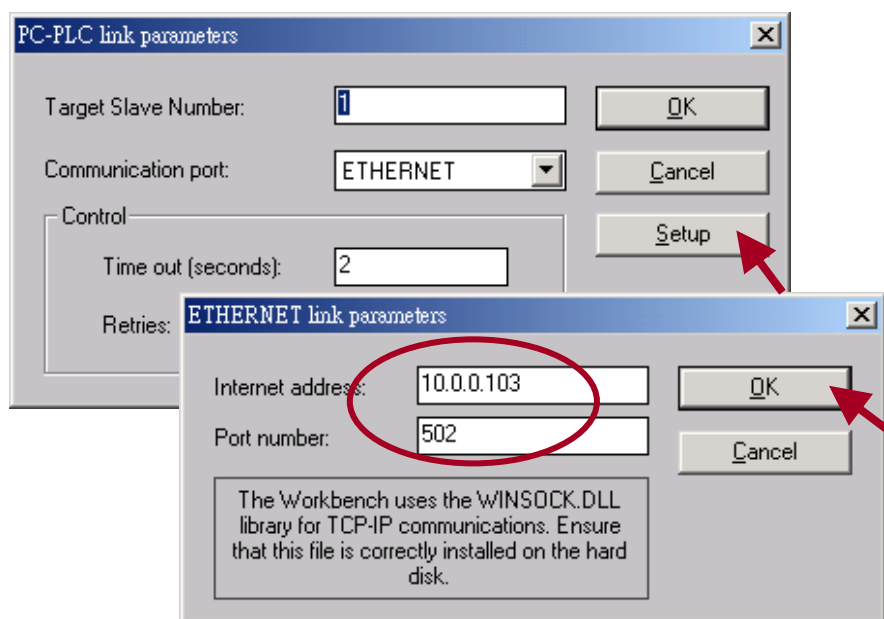 PC-PLC link parameters
Target Slave Number: 1 OK
Communication port: ETHERNET Cancel
Control Setup
Time out (seconds): 2
Retries:
ETHERNET link parameters
Internet address: 10.0.0.103 OK
Port number: 502 Cancel
The Workbench uses the WINSOCK.DLL
library for TCP-IP communications. Ensure
that this file is correctly installed on the hard
disk.